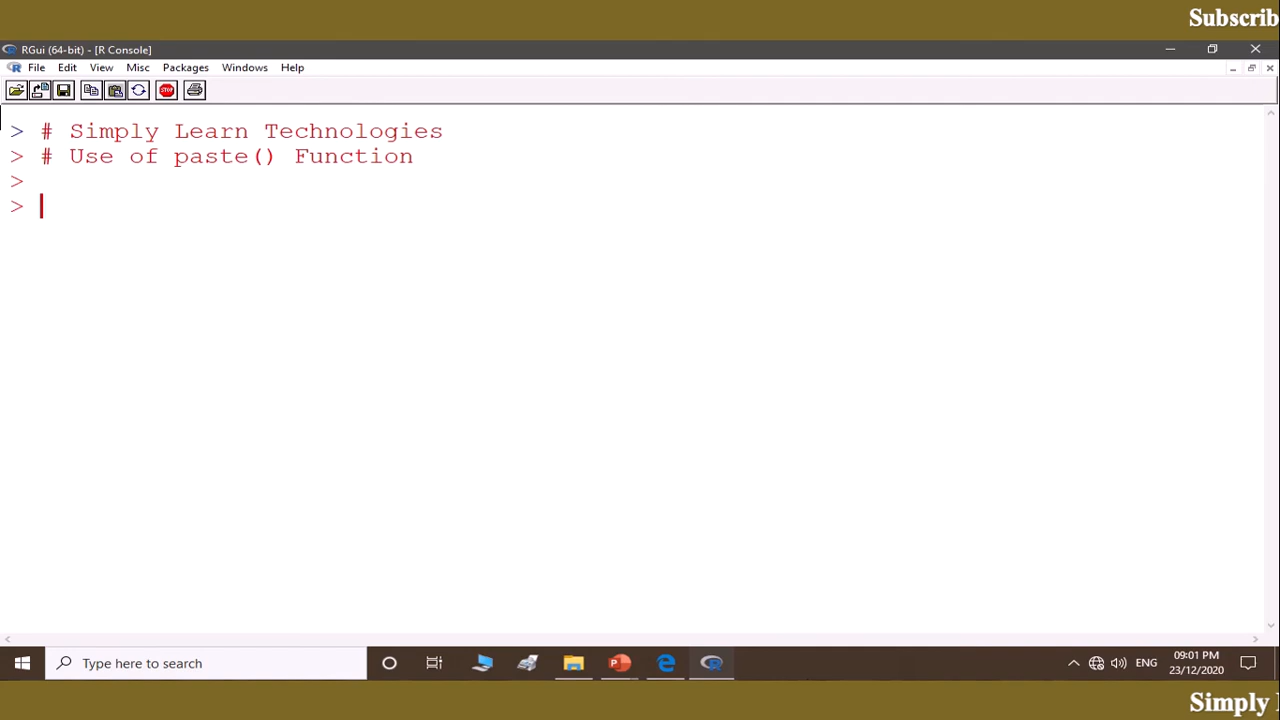 Subscrib
RGui (64-bit) - [R Console]
File Edit View Misc Packages Windows Help
STOP
> # Simply Learn Technologies
> # Use of paste() Function
>
>
Type here to search
ENG
09:01 PM
23/12/2020
Simply